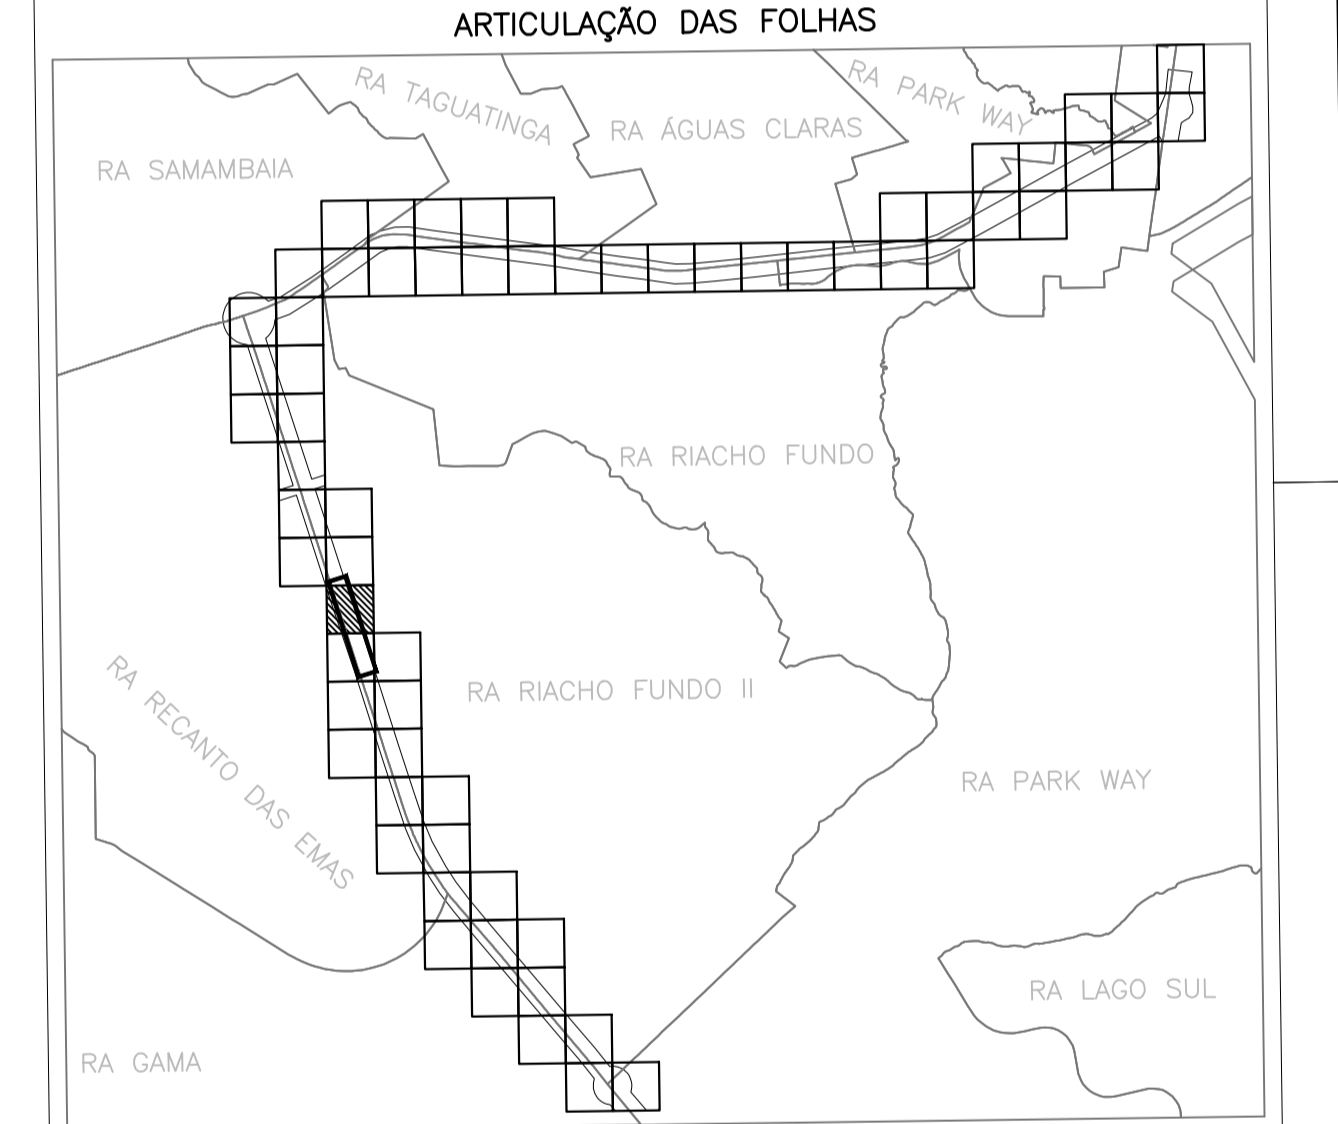 ARTICULAÇÃO DAS FOLHAS
RA TAGUATINGA
RA PARK WAY
RA ÁGUAS CLARAS
RA SAMAMBAIA
RA RIACHO FUNDO
RA RIACHO FUNDO II
RA RECANTO DAS EMAS
RA PARK WAY
RA LAGO SUL
RA GAMA